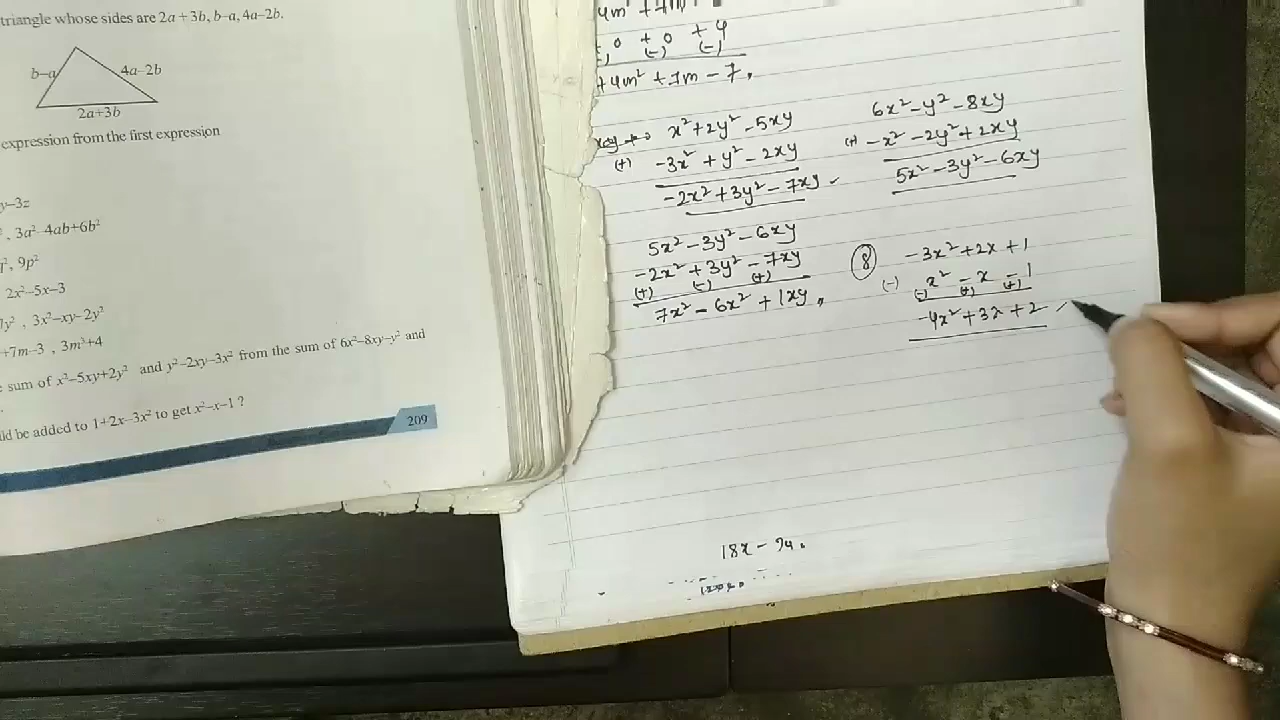 triangle whose sides are 2a+3b, b–a, 4a–2b.
b–a
4a–2b
2a+3b
expression from the first expression
y–3z
, 3a²–4ab+6b²
, 9p²
2x²–5x–3
7y² , 3x²–xy–2y²
+7m–3 , 3m³+4
sum of x²–5xy+2y² and y²–2xy–3x² from the sum of 6x²–8xy–y² and
be added to 1+2x–3x² to get x²–x–1 ?
209
0 + 0 + 4
(-) (-)
+4m² + 7m - 7.
x² + 2y² - 5xy
(+) -3x² + y² - 2xy
-2x² + 3y² - 7xy
6x² - y² - 8xy
(+) -x² - 2y² + 2xy
5x² - 3y² - 6xy
5x² - 3y² - 6xy
-2x² + 3y² - 7xy
(+) (-) (+)
7x² - 6x² + 1xy
(8) -3x² + 2x + 1
(-) x² - x - 1
(-) (+) (+)
-4x² + 3x + 2